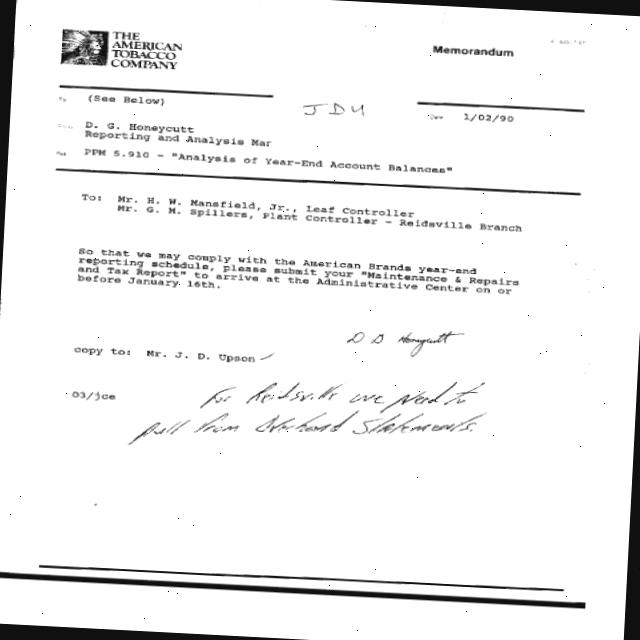 THE
AMERICAN
TOBACCO
COMPANY
Memorandum
To (See Below)
JDU
Date 1/02/90
D. G. Honeycutt
Reporting and Analysis Mgr
PPM 5.910 - "Analysis of Year-End Account Balances"
To: Mr. H. W. Mansfield, Jr., Leaf Controller
Mr. G. M. Spillers, Plant Controller - Reidsville Branch
So that we may comply with the American Brands year-end
reporting schedule, please submit your "Maintenance & Repairs
and Tax Report" to arrive at the Administrative Center on or
before January 16th.
D G Honeycutt
copy to: Mr. J. D. Upson
03/jce
For Reidsville we need to
pull from Overhead Statements.